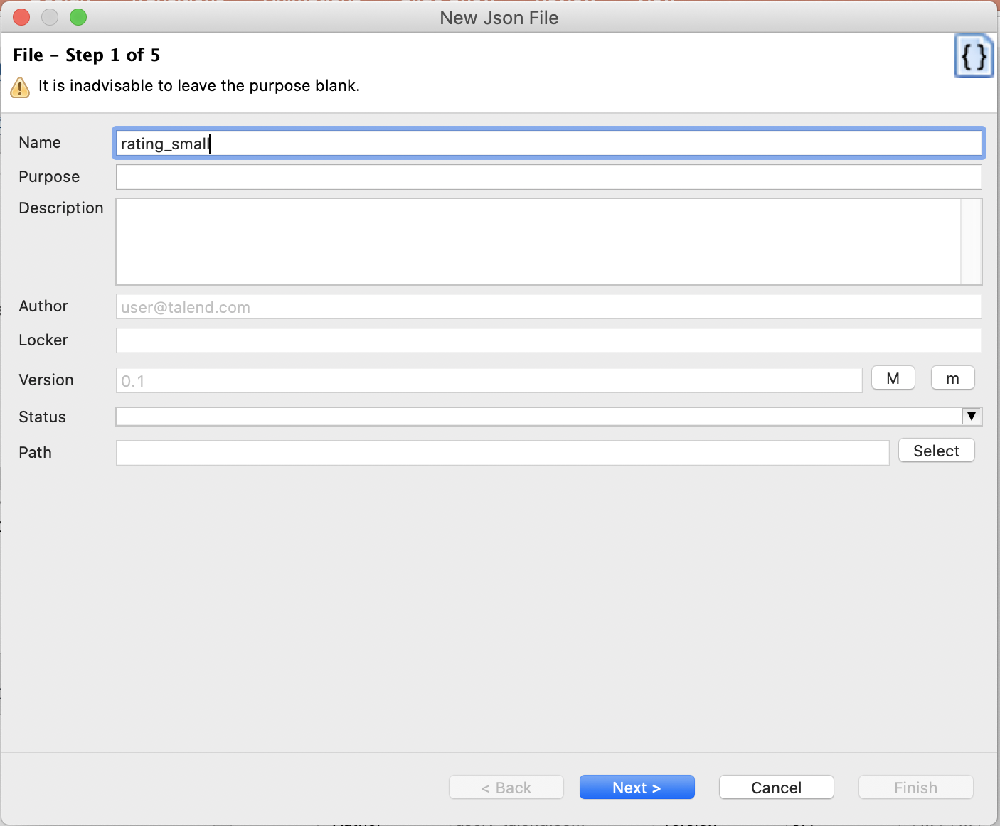 New Json File
File - Step 1 of 5
{}
It is inadvisable to leave the purpose blank.
Name rating_small
Purpose
Description
Author user@talend.com
Locker
Version 0.1 M m
Status
Path Select
< Back Next > Cancel Finish